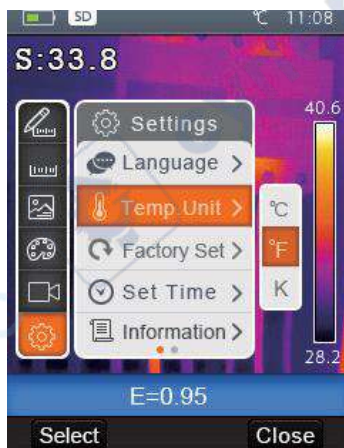 SD ℃ 11:08
S:33.8
40.6
Settings
Language >
Temp.Unit >
℃
Factory Set >
℉
Set Time >
K
Information >
28.2
E=0.95
Select Close